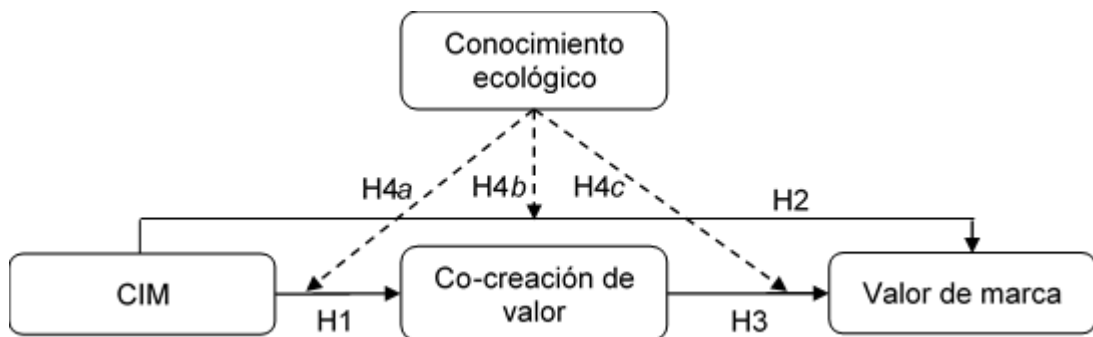 Conocimiento
ecológico
H4a
H4b
H4c
H2
CIM
Co-creación de
valor
Valor de marca
H1
H3